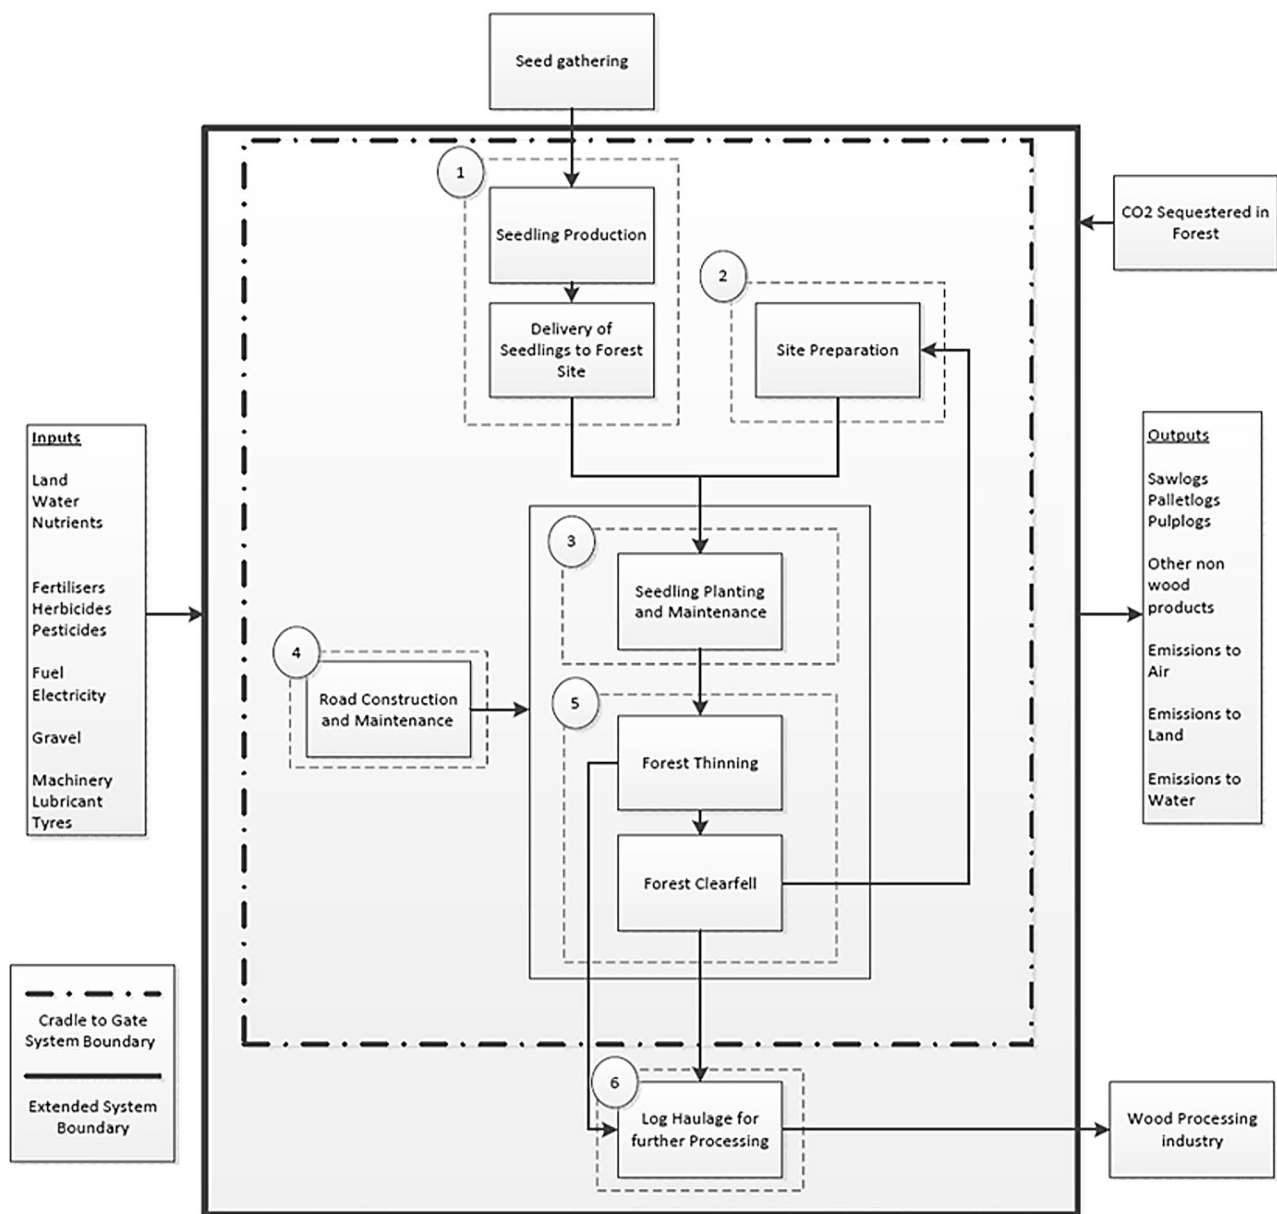 Seed gathering
1
Seedling Production
CO2 Sequestered in
Forest
2
Delivery of
Seedlings to Forest
Site
Site Preparation
Inputs
Land
Water
Nutrients
Fertilisers
Herbicides
Pesticides
Fuel
Electricity
Gravel
Machinery
Lubricant
Tyres
Outputs
Sawlogs
Palletlogs
Pulplogs
Other non
wood
products
Emissions to
Air
Emissions to
Land
Emissions to
Water
3
Seedling Planting
and Maintenance
4
Road Construction
and Maintenance
5
Forest Thinning
Forest Clearfell
Cradle to Gate
System Boundary
Extended System
Boundary
6
Log Haulage for
further Processing
Wood Processing
industry